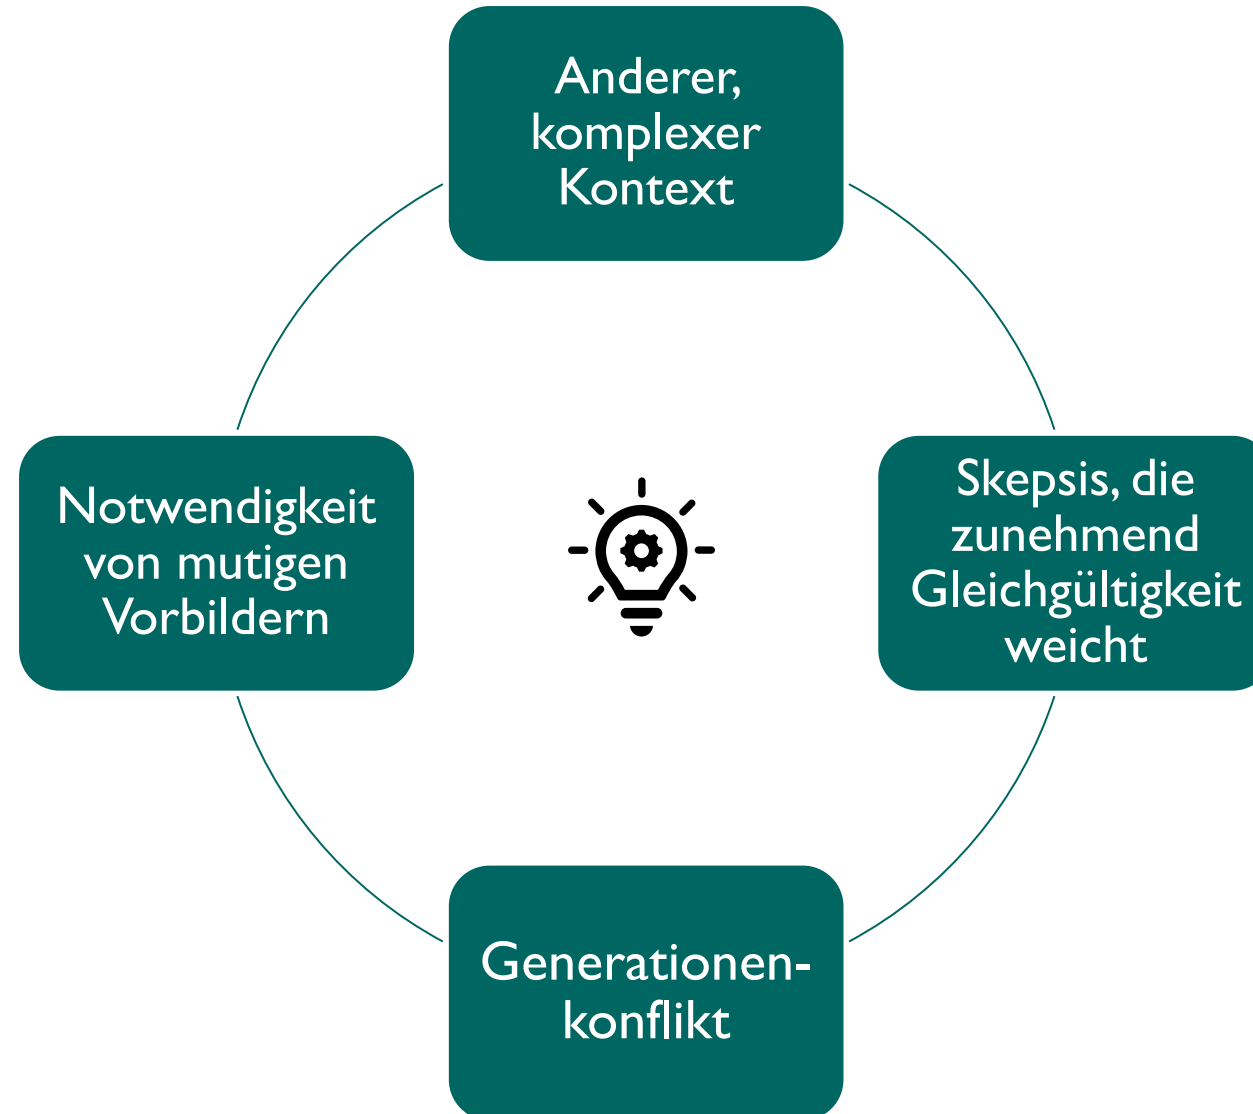 Anderer,
komplexer
Kontext
Notwendigkeit
von mutigen
Vorbildern
Skepsis, die
zunehmend
Gleichgültigkeit
weicht
Generationen-
konflikt